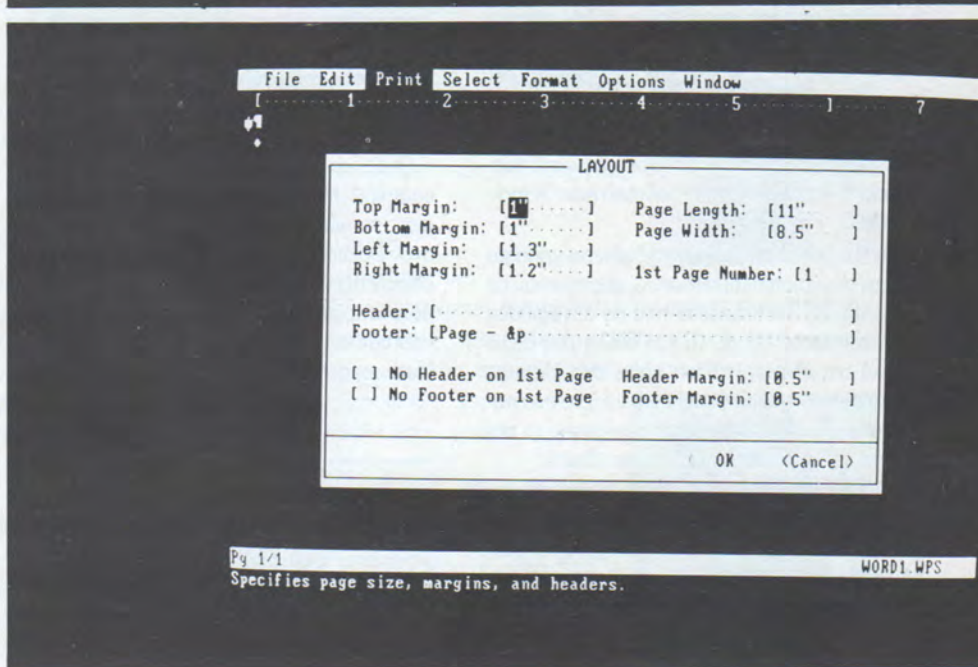 File Edit Print Select Format Options Window
[·········1·········2·········3·········4·········5·········]·········7
LAYOUT
Top Margin: [1"······] Page Length: [11" ]
Bottom Margin: [1"······] Page Width: [8.5" ]
Left Margin: [1.3"····] 
Right Margin: [1.2"····] 1st Page Number: [1 ]
Header: [ ]
Footer: [Page - &p ]
[ ] No Header on 1st Page Header Margin: [0.5" ]
[ ] No Footer on 1st Page Footer Margin: [0.5" ]
OK <Cancel>
Pg 1/1 WORD1.WPS
Specifies page size, margins, and headers.